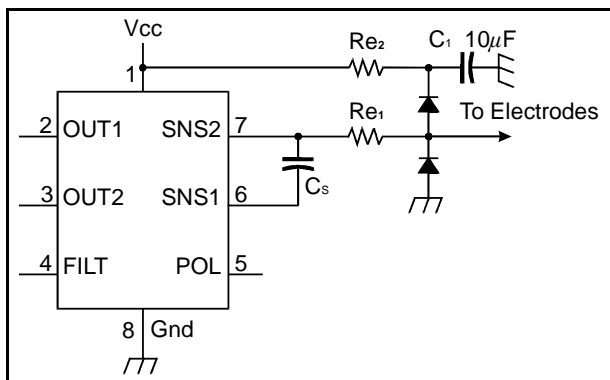 Vcc
Re₂
C₁ 10μF
1
To Electrodes
2 OUT1 SNS2 7
Re₁
Cs
3 OUT2 SNS1 6
4 FILT POL 5
8 Gnd